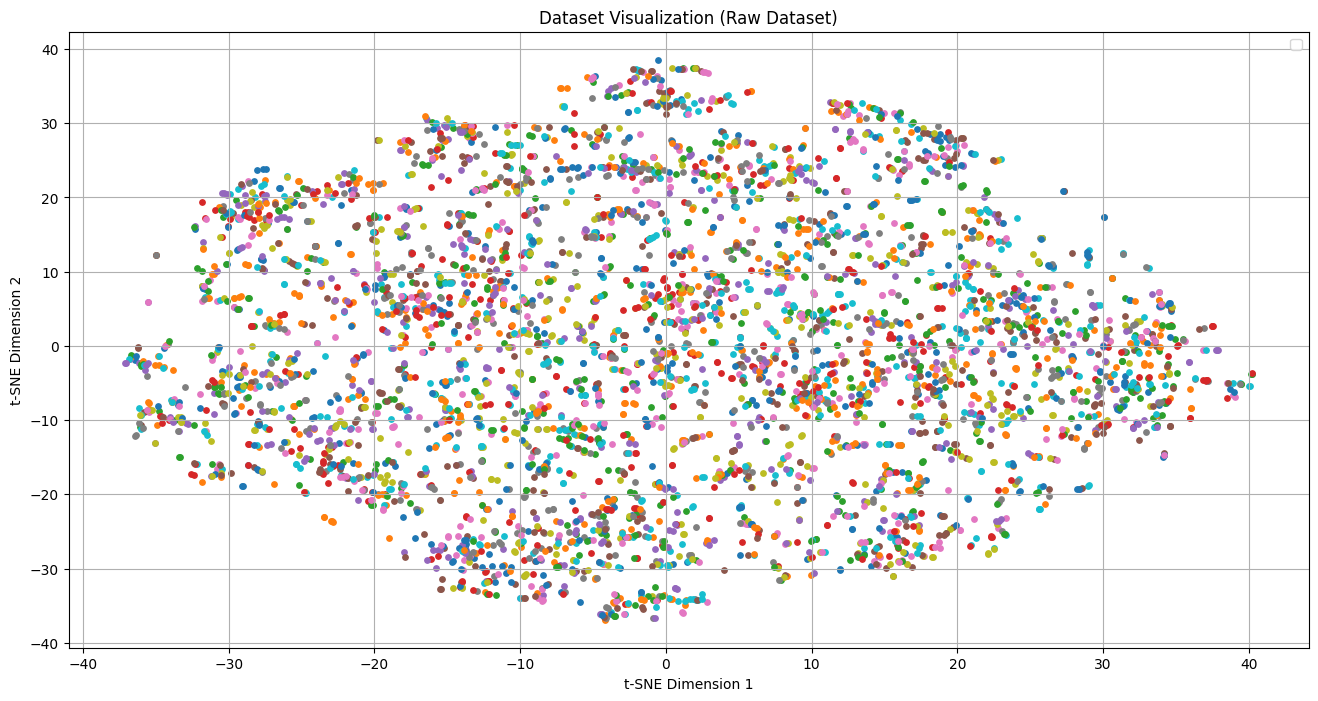 Dataset Visualization (Raw Dataset)
40
30
20
10
0
−10
−20
−30
−40
t-SNE Dimension 2
−40 −30 −20 −10 0 10 20 30 40
t-SNE Dimension 1